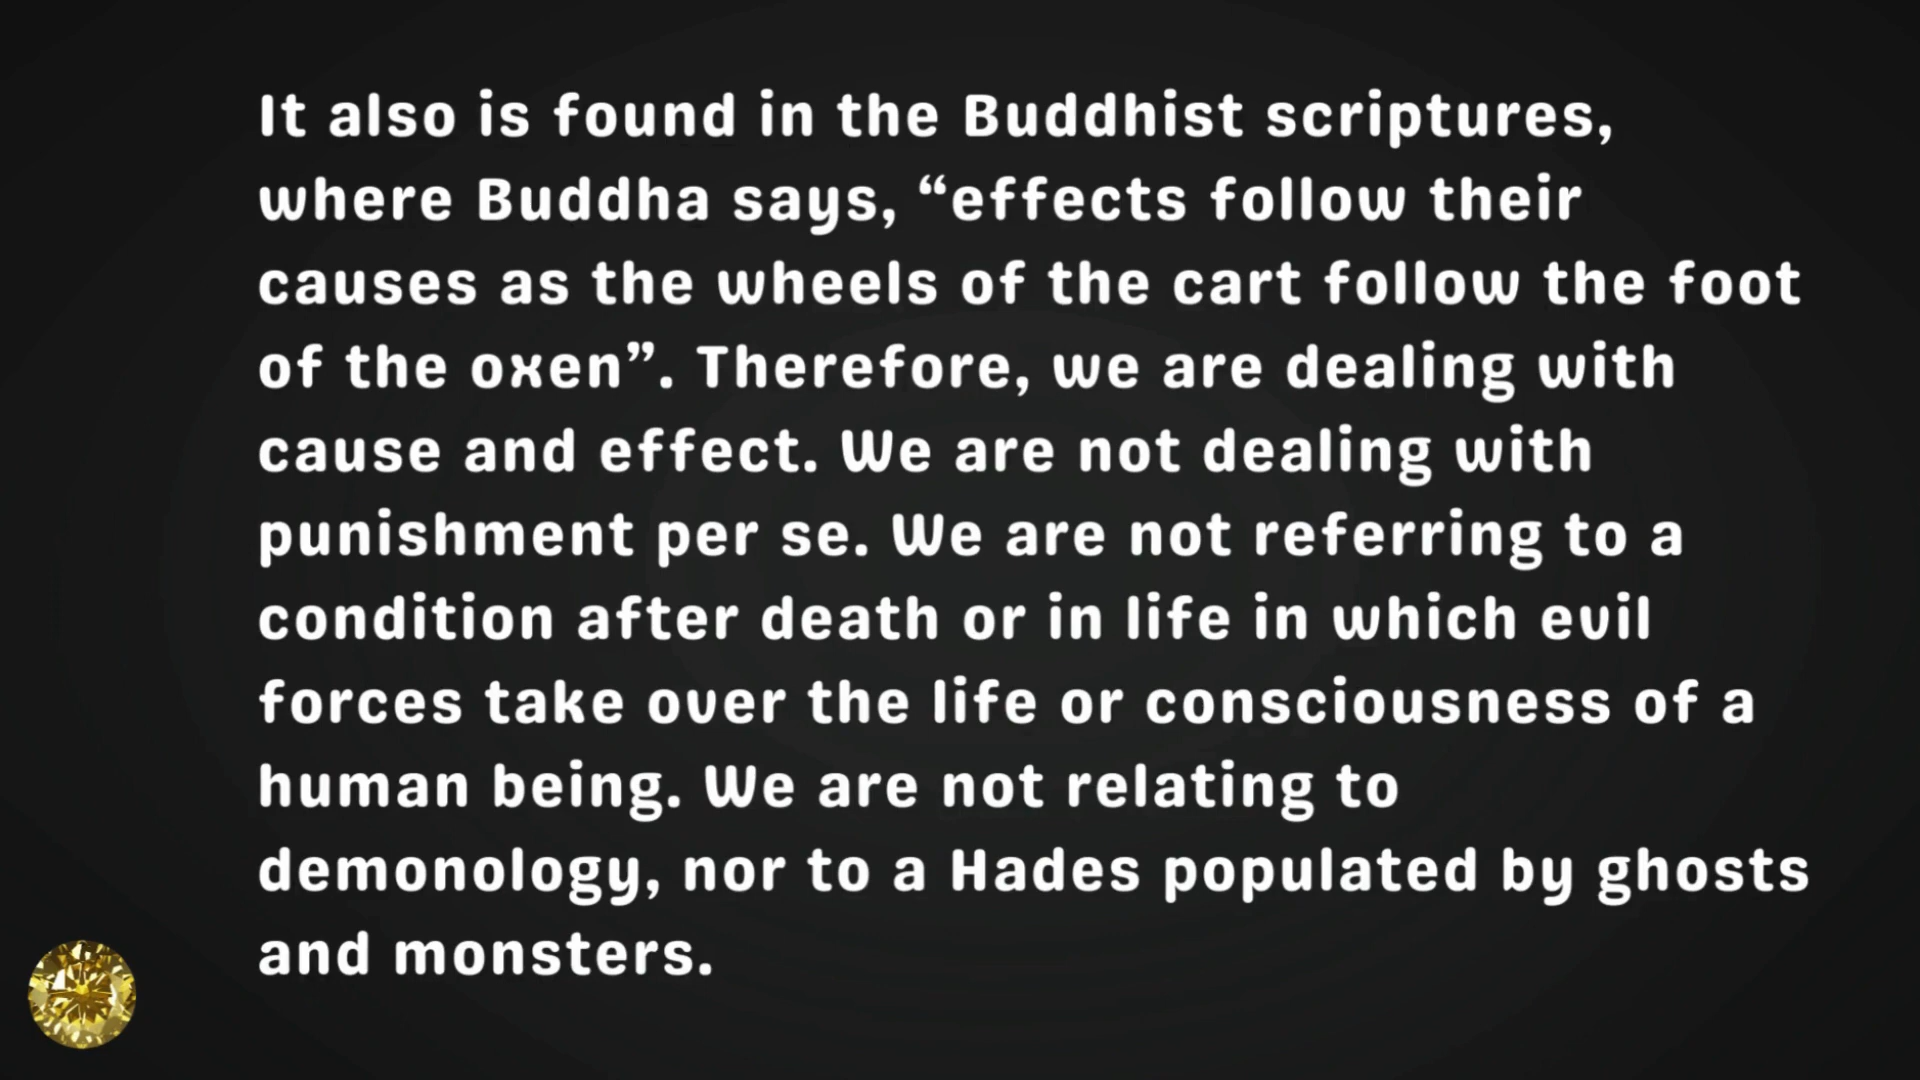 It also is found in the Buddhist scriptures,
where Buddha says, “effects follow their
causes as the wheels of the cart follow the foot
of the oxen”. Therefore, we are dealing with
cause and effect. We are not dealing with
punishment per se. We are not referring to a
condition after death or in life in which evil
forces take over the life or consciousness of a
human being. We are not relating to
demonology, nor to a Hades populated by ghosts
and monsters.